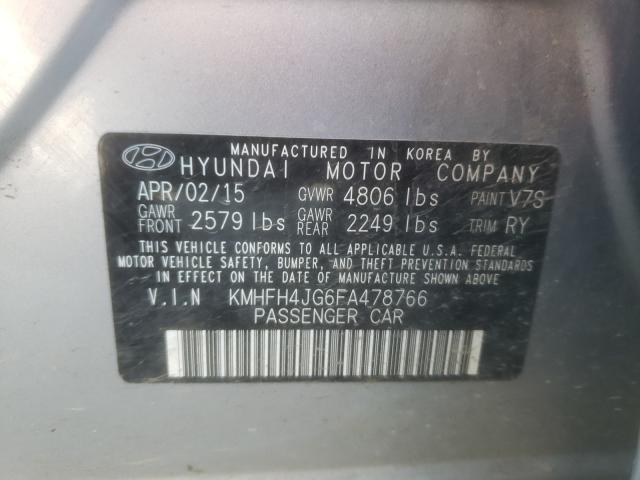 MANUFACTURED IN KOREA BY
HYUNDAI MOTOR COMPANY
APR/02/15 GVWR 4806 lbs PAINT V7S
GAWR FRONT 2579 lbs GAWR REAR 2249 lbs TRIM RY
THIS VEHICLE CONFORMS TO ALL APPLICABLE U.S.A. FEDERAL
MOTOR VEHICLE SAFETY, BUMPER, AND THEFT PREVENTION STANDARDS
IN EFFECT ON THE DATE OF MANUFACTURE SHOWN ABOVE.
V.I.N KMHFH4JG6FA478766
PASSENGER CAR